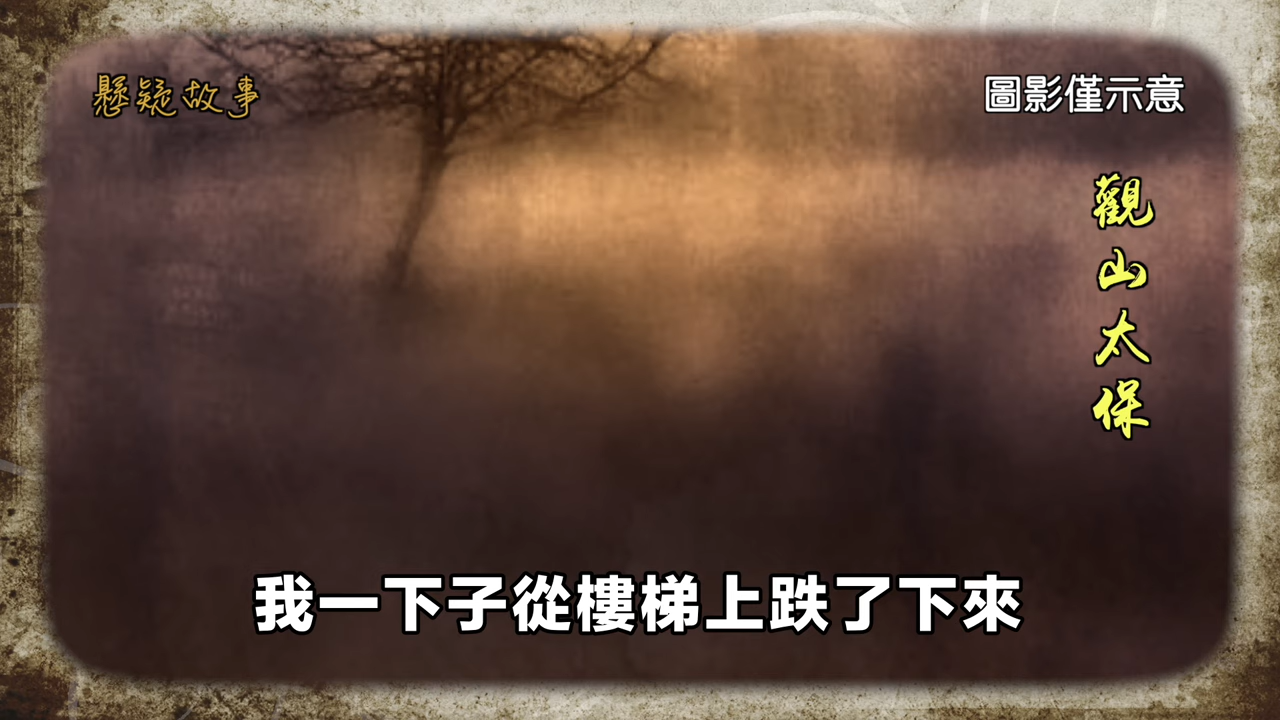 懸疑故事
圖影僅示意
觀山太保
我一下子從樓梯上跌了下來